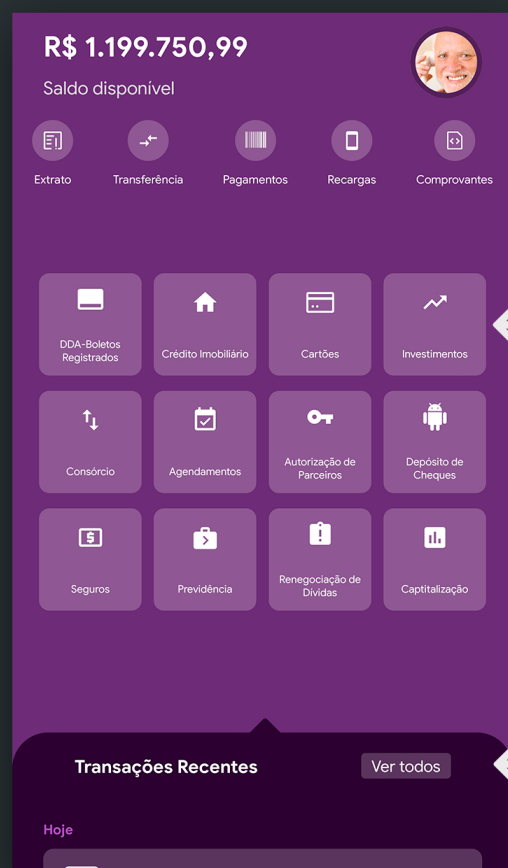 R$ 1.199.750,99
Saldo disponível
Extrato
Transferência
Pagamentos
Recargas
Comprovantes
DDA-Boletos
Registrados
Crédito Imobiliário
Cartões
Investimentos
Consórcio
Agendamentos
Autorização de
Parceiros
Depósito de
Cheques
Seguros
Previdência
Renegociação de
Dívidas
Captitalização
Transações Recentes
Ver todos
Hoje